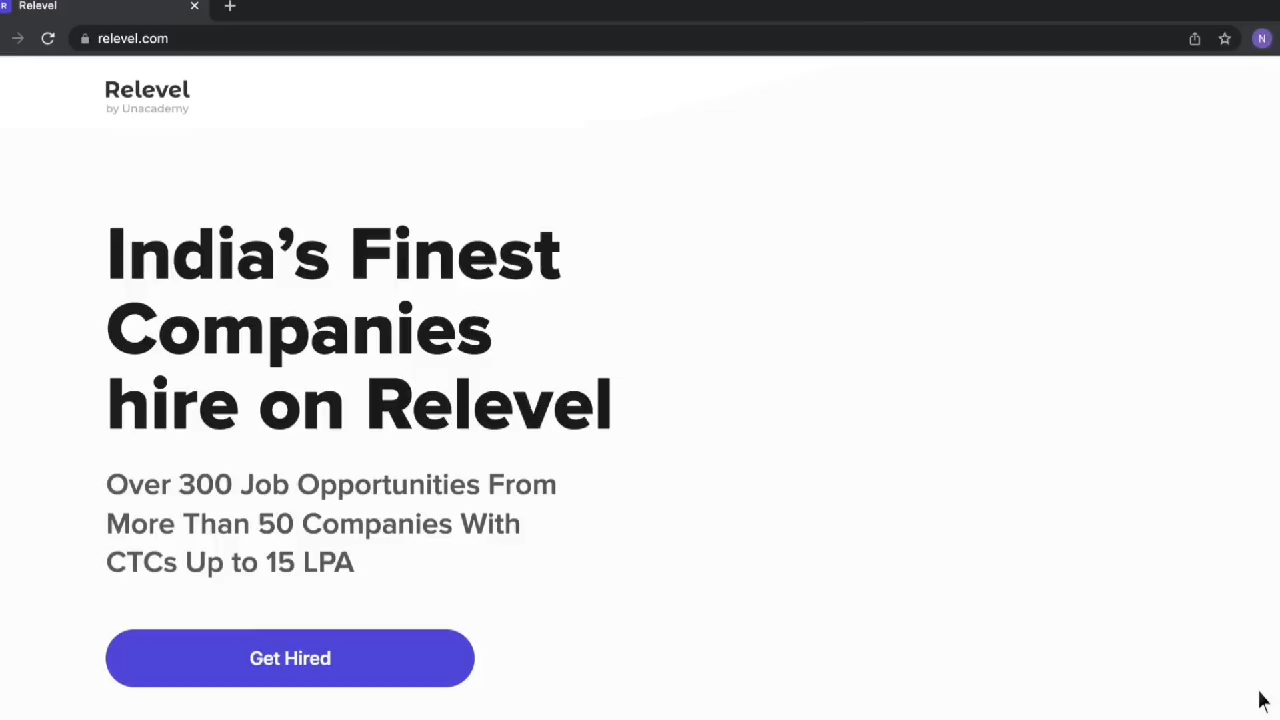 R Relevel
relevel.com
N
Relevel
by Unacademy
India's Finest
Companies
hire on Relevel
Over 300 Job Opportunities From
More Than 50 Companies With
CTCs Up to 15 LPA
Get Hired